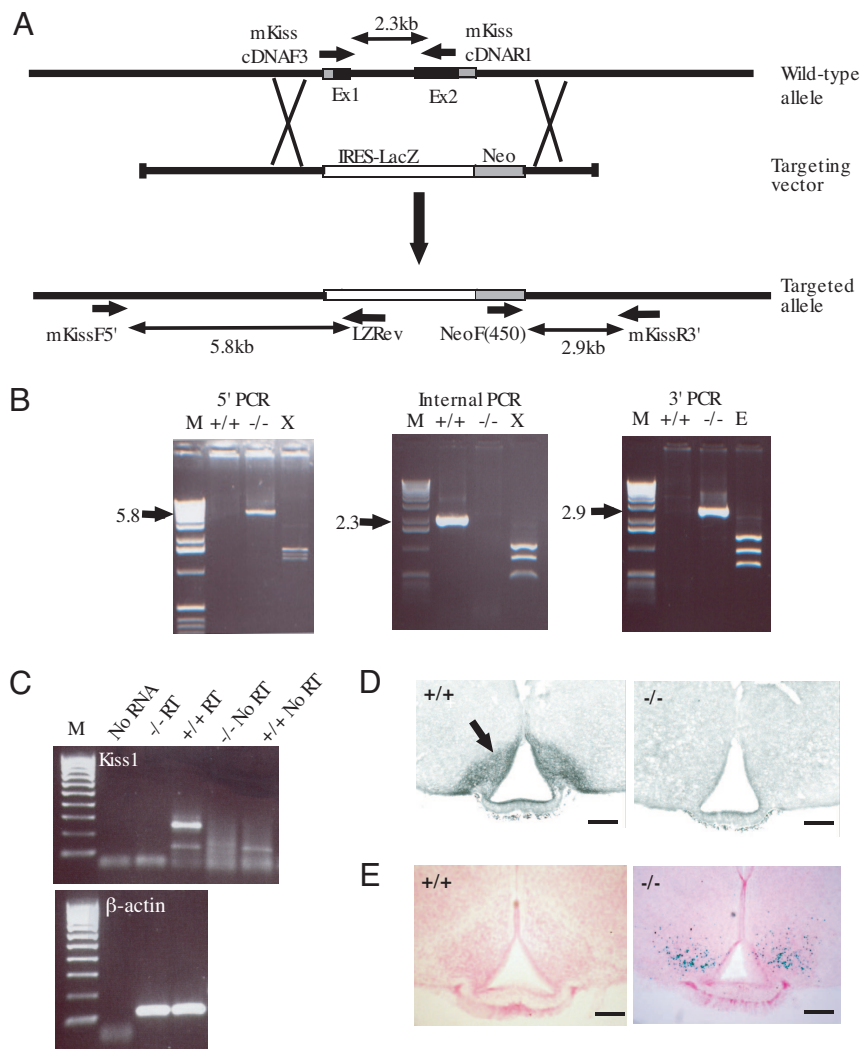 A
mKiss cDNAF3
2.3kb
mKiss cDNAR1
Ex1
Ex2
Wild-type allele
IRES-LacZ
Neo
Targeting vector
Targeted allele
mKissF5'
5.8kb
LZRev
NeoF(450)
2.9kb
mKissR3'
B
5' PCR
M +/+ -/- X
5.8
Internal PCR
M +/+ -/- X
2.3
3' PCR
M +/+ -/- E
2.9
C
M
No RNA
-/- RT
+/+ RT
-/- No RT
+/+ No RT
Kiss1
β-actin
D
+/+
-/-
E
+/+
-/-